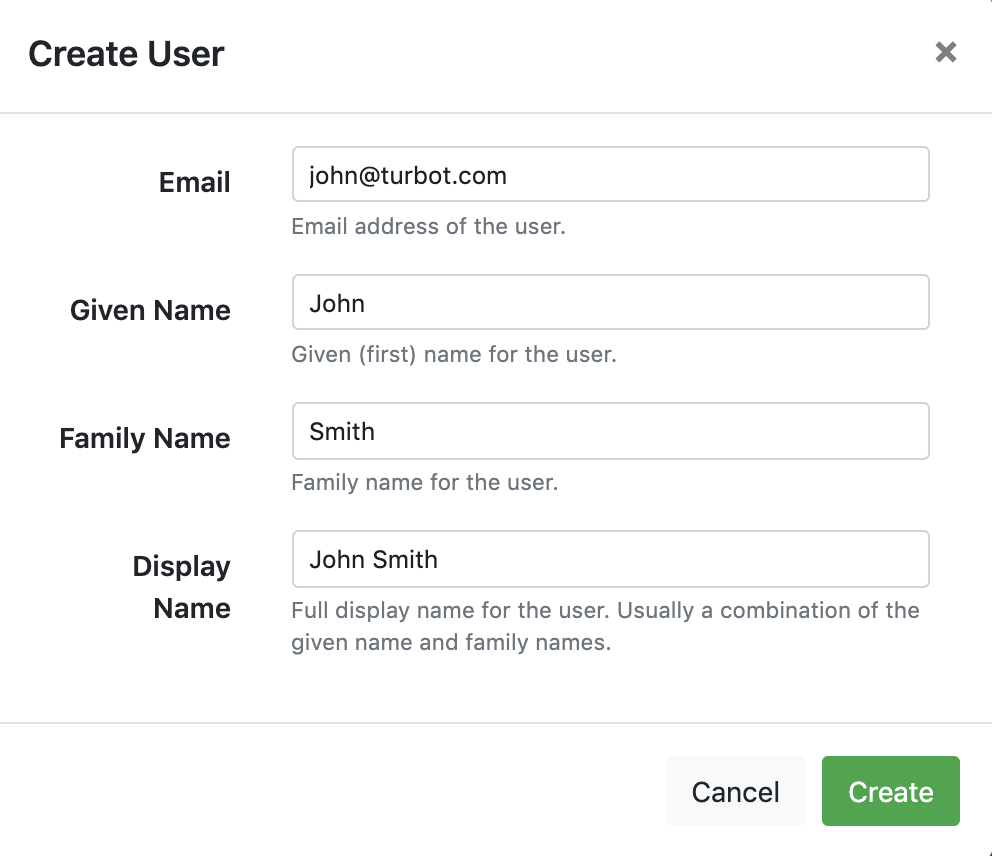 Create User
Email
john@turbot.com
Email address of the user.
Given Name
John
Given (first) name for the user.
Family Name
Smith
Family name for the user.
Display
Name
John Smith
Full display name for the user. Usually a combination of the
given name and family names.
Cancel
Create